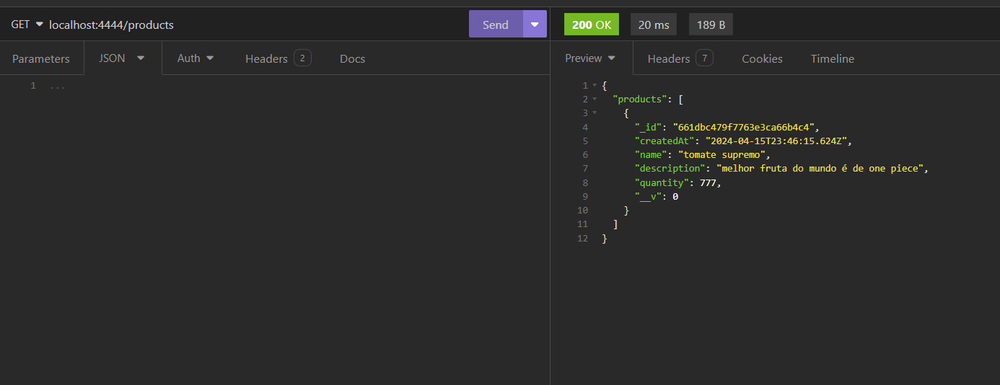 GET localhost:4444/products Send 200 OK 20 ms 189 B
Parameters JSON Auth Headers 2 Docs Preview Headers 7 Cookies Timeline
1 ...
1 {
2 "products": [
3 {
4 "_id": "661dbc479f7763e3ca66b4c4",
5 "createdAt": "2024-04-15T23:46:15.624Z",
6 "name": "tomate supremo",
7 "description": "melhor fruta do mundo é de one piece",
8 "quantity": 777,
9 "__v": 0
10 }
11 ]
12 }